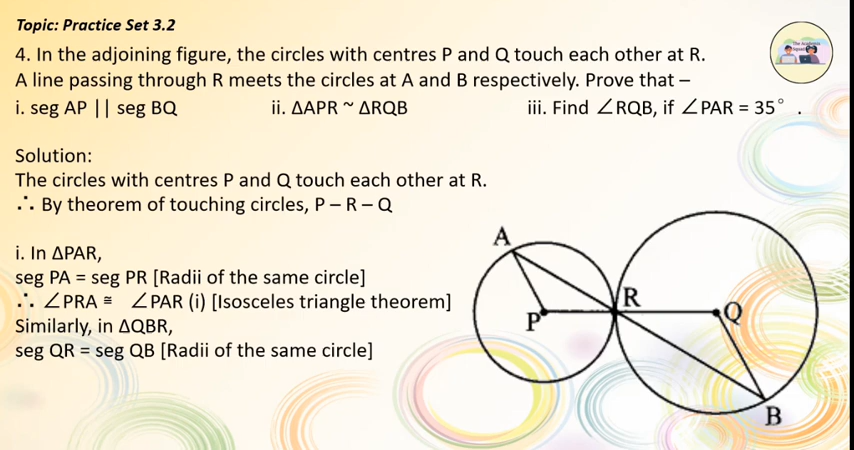 Topic: Practice Set 3.2
4. In the adjoining figure, the circles with centres P and Q touch each other at R.
A line passing through R meets the circles at A and B respectively. Prove that –
i. seg AP || seg BQ ii. ΔAPR ~ ΔRQB iii. Find ∠RQB, if ∠PAR = 35° .
Solution:
The circles with centres P and Q touch each other at R.
∴ By theorem of touching circles, P – R – Q
i. In ΔPAR,
seg PA = seg PR [Radii of the same circle]
∴ ∠PRA ≅ ∠PAR (i) [Isosceles triangle theorem]
Similarly, in ΔQBR,
seg QR = seg QB [Radii of the same circle]
A
R
P
Q
B